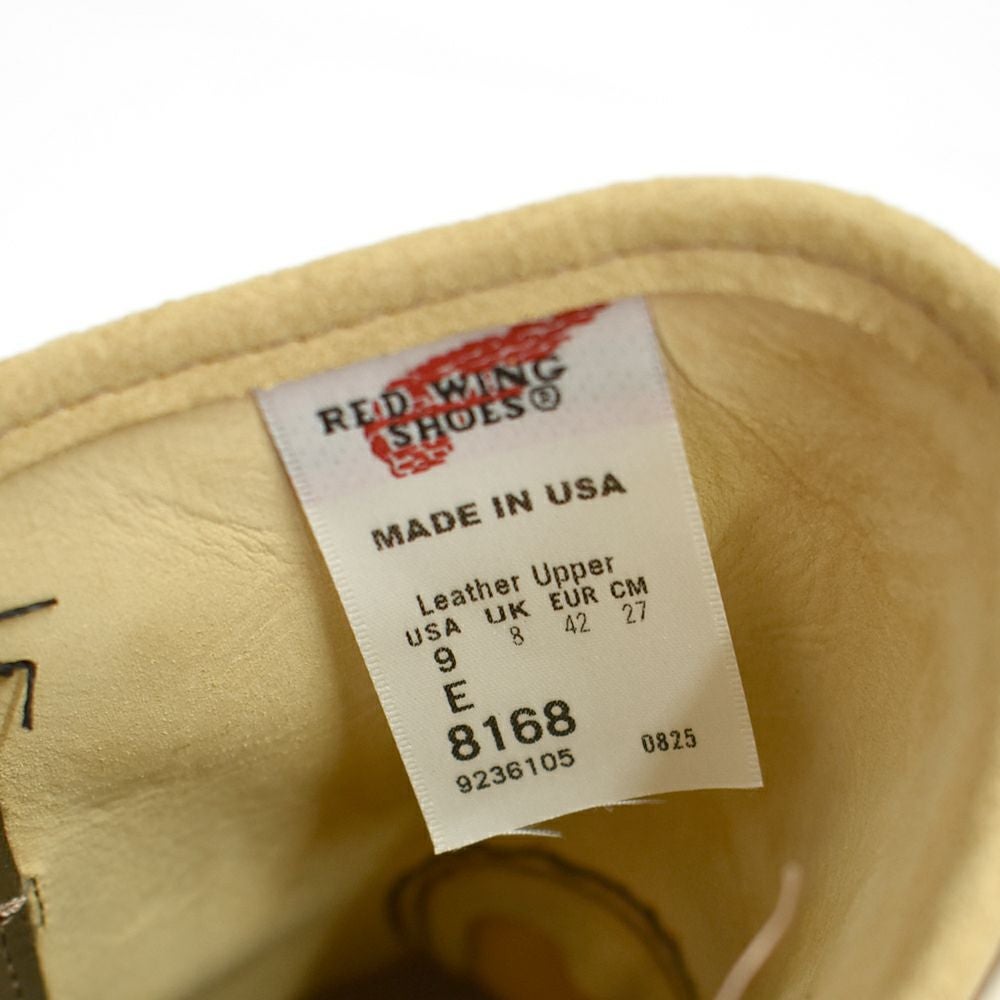 RED WING
SHOES®
MADE IN USA
Leather Upper
USA UK EUR CM
9 8 42 27
E
8168
9236105 0825